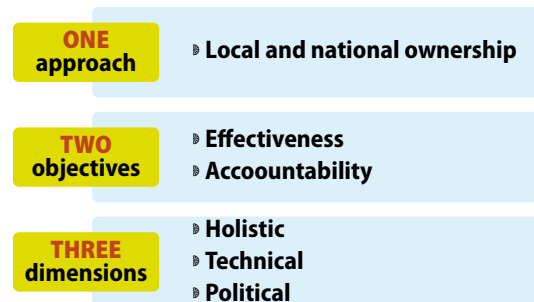 ONE
approach
Local and national ownership
TWO
objectives
Effectiveness
Accoountability
THREE
dimensions
Holistic
Technical
Political